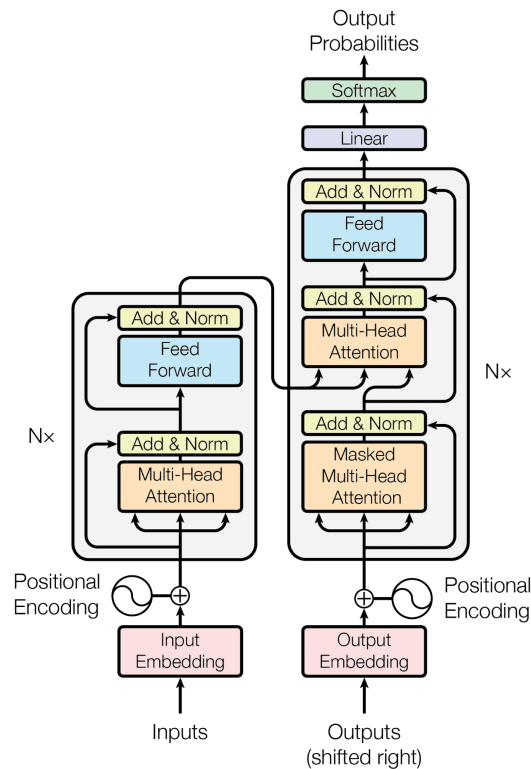 Output
Probabilities
Softmax
Linear
Add & Norm
Feed
Forward
Add & Norm
Multi-Head
Attention
Add & Norm
Masked
Multi-Head
Attention
N×
Add & Norm
Feed
Forward
Add & Norm
Multi-Head
Attention
N×
Positional
Encoding
Positional
Encoding
Input
Embedding
Output
Embedding
Inputs
Outputs
(shifted right)